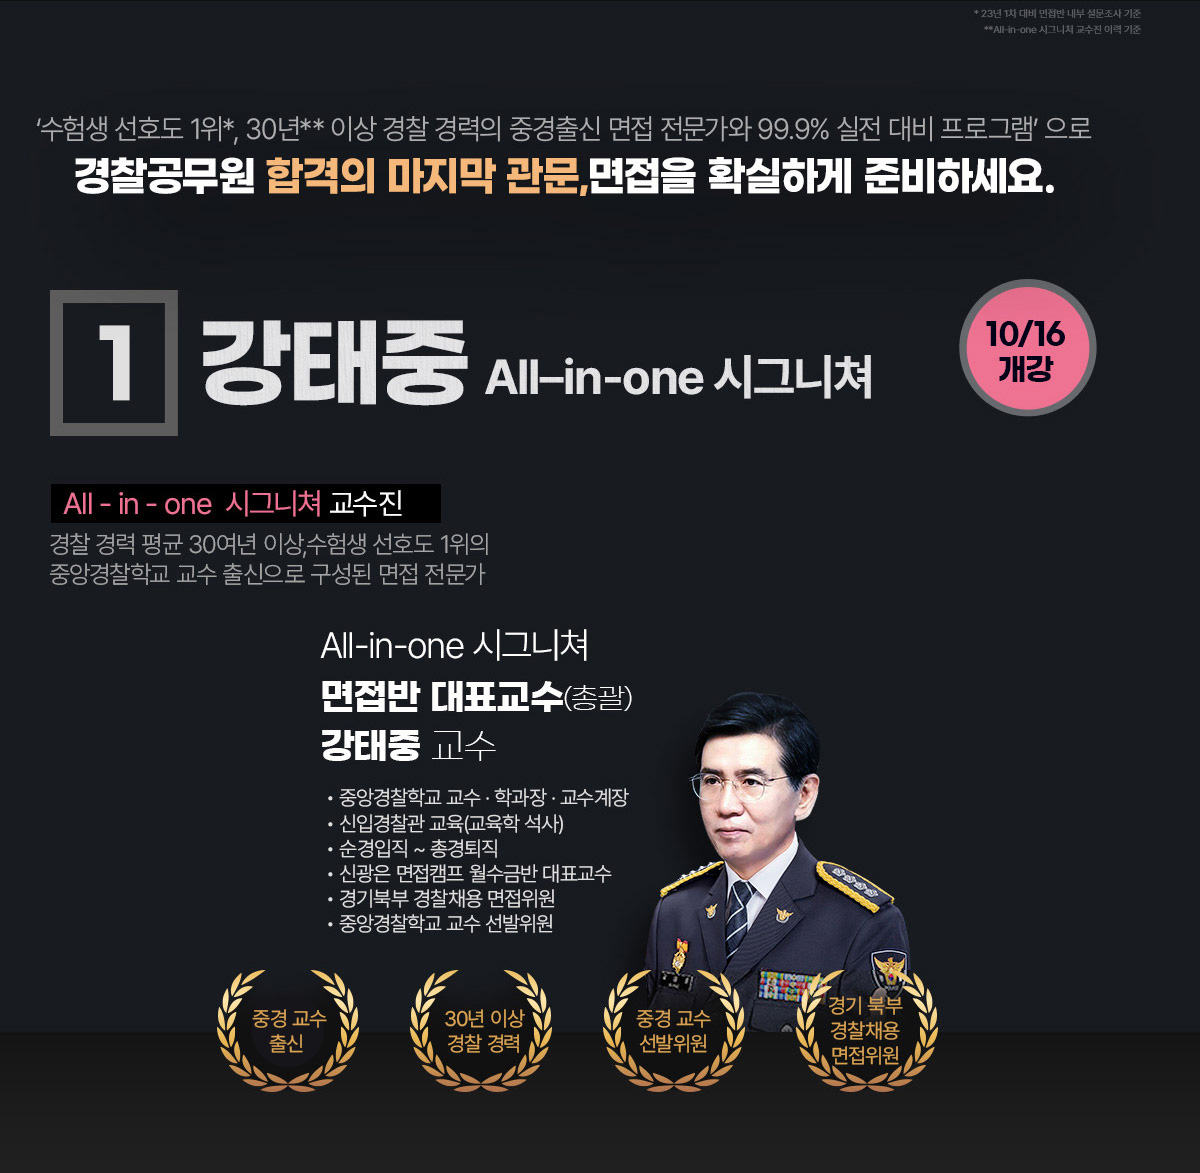 * 23년 1차 대비 면접반 내부 설문조사 기준
**All-in-one 시그니처 교수진 이력 기준
‘수험생 선호도 1위*, 30년** 이상 경찰 경력의 중경출신 면접 전문가와 99.9% 실전 대비 프로그램’ 으로
경찰공무원 합격의 마지막 관문,면접을 확실하게 준비하세요.
1 강태중 All-in-one 시그니쳐
10/16
개강
All - in - one 시그니쳐 교수진
경찰 경력 평균 30여년 이상,수험생 선호도 1위의
중앙경찰학교 교수 출신으로 구성된 면접 전문가
All-in-one 시그니쳐
면접반 대표교수(총괄)
강태중 교수
• 중앙경찰학교 교수 · 학과장 · 교수계장
• 신입경찰관 교육(교육학 석사)
• 순경입직 ~ 총경퇴직
• 신광은 면접캠프 월수금반 대표교수
• 경기북부 경찰채용 면접위원
• 중앙경찰학교 교수 선발위원
중경 교수
출신
30년 이상
경찰 경력
중경 교수
선발위원
경기 북부
경찰채용
면접위원